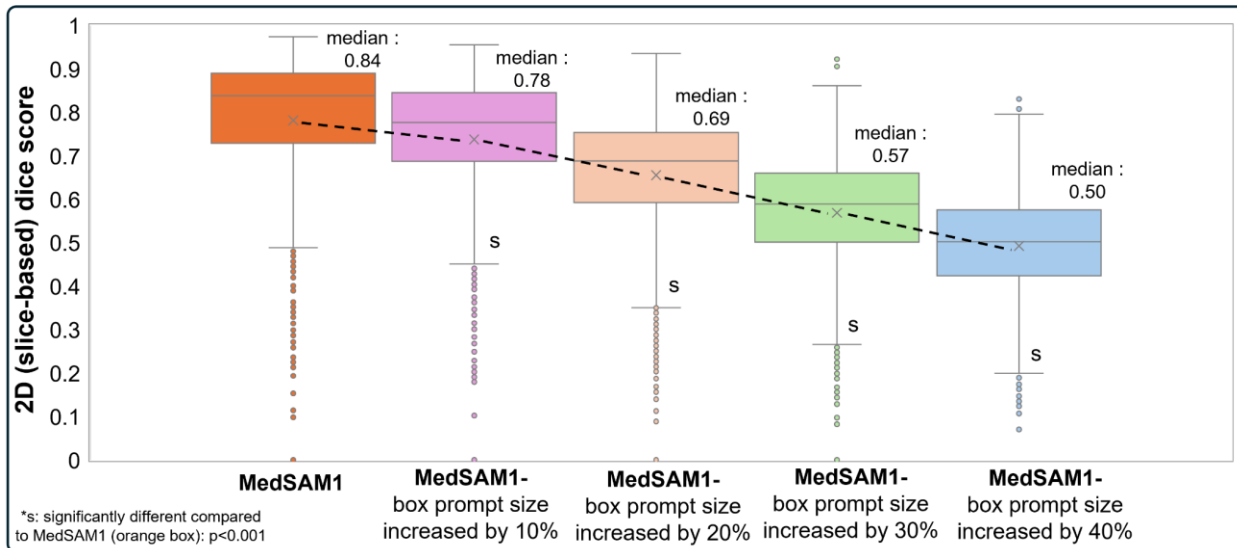 2D (slice-based) dice score
1
0.9
0.8
0.7
0.6
0.5
0.4
0.3
0.2
0.1
0
median :
0.84
median :
0.78
median :
0.69
median :
0.57
median :
0.50
s
s
s
s
MedSAM1
MedSAM1-
box prompt size
increased by 10%
MedSAM1-
box prompt size
increased by 20%
MedSAM1-
box prompt size
increased by 30%
MedSAM1-
box prompt size
increased by 40%
*s: significantly different compared
to MedSAM1 (orange box): p<0.001